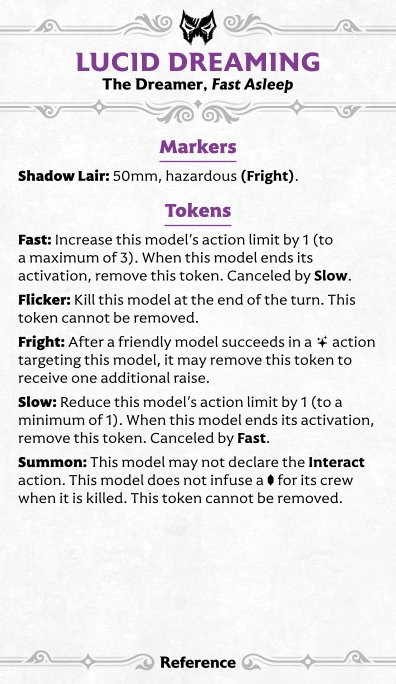 LUCID DREAMING
The Dreamer, Fast Asleep
Markers
Shadow Lair: 50mm, hazardous (Fright).
Tokens
Fast: Increase this model's action limit by 1 (to
a maximum of 3). When this model ends its
activation, remove this token. Canceled by Slow.
Flicker: Kill this model at the end of the turn. This
token cannot be removed.
Fright: After a friendly model succeeds in a action
targeting this model, it may remove this token to
receive one additional raise.
Slow: Reduce this model's action limit by 1 (to a
minimum of 1). When this model ends its activation,
remove this token. Canceled by Fast.
Summon: This model may not declare the Interact
action. This model does not infuse a for its crew
when it is killed. This token cannot be removed.
Reference